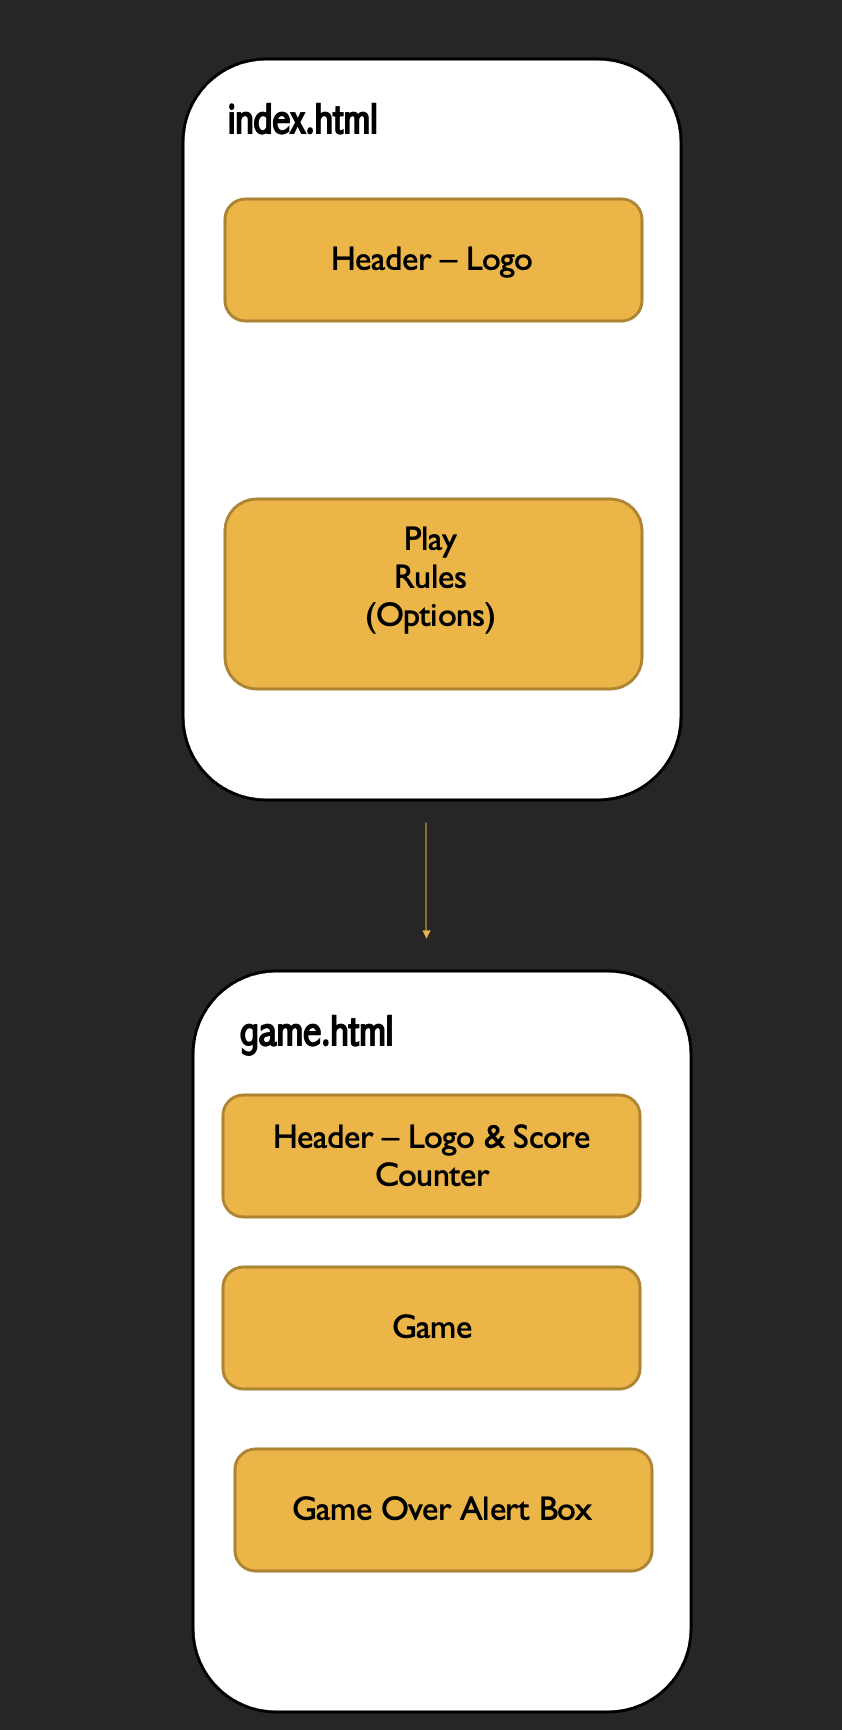 index.html
Header – Logo
Play
Rules
(Options)
game.html
Header – Logo & Score
Counter
Game
Game Over Alert Box